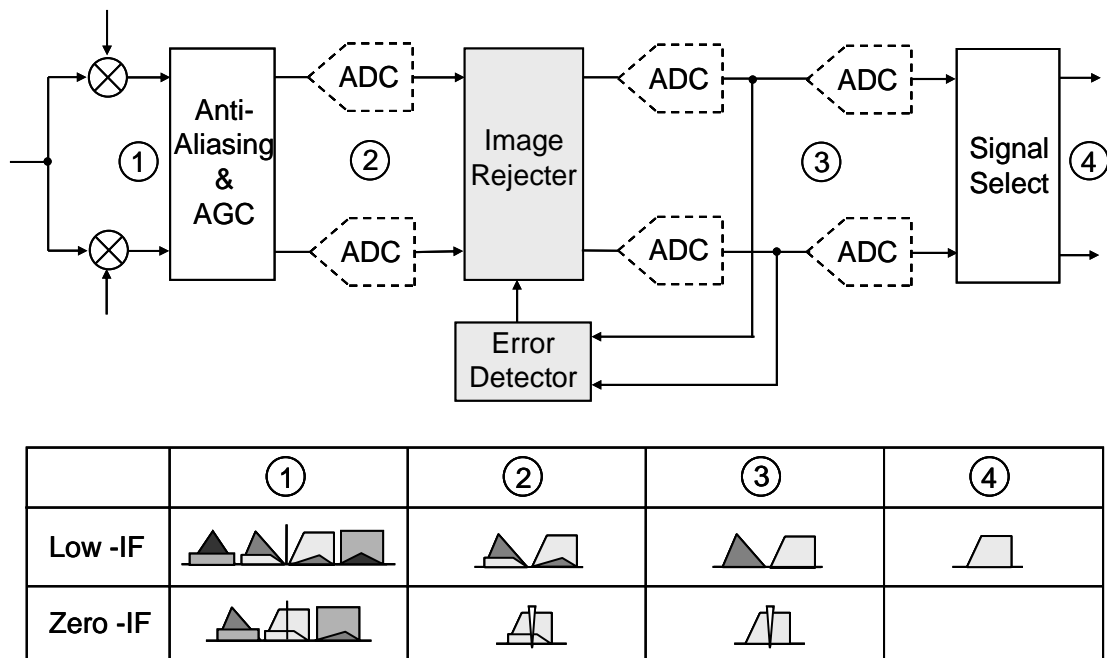 ADC
ADC
ADC
Anti-
Aliasing
&
AGC
Image
Rejecter
Signal
Select
1
2
3
4
ADC
ADC
ADC
Error
Detector
1
2
3
4
Low -IF
Zero -IF